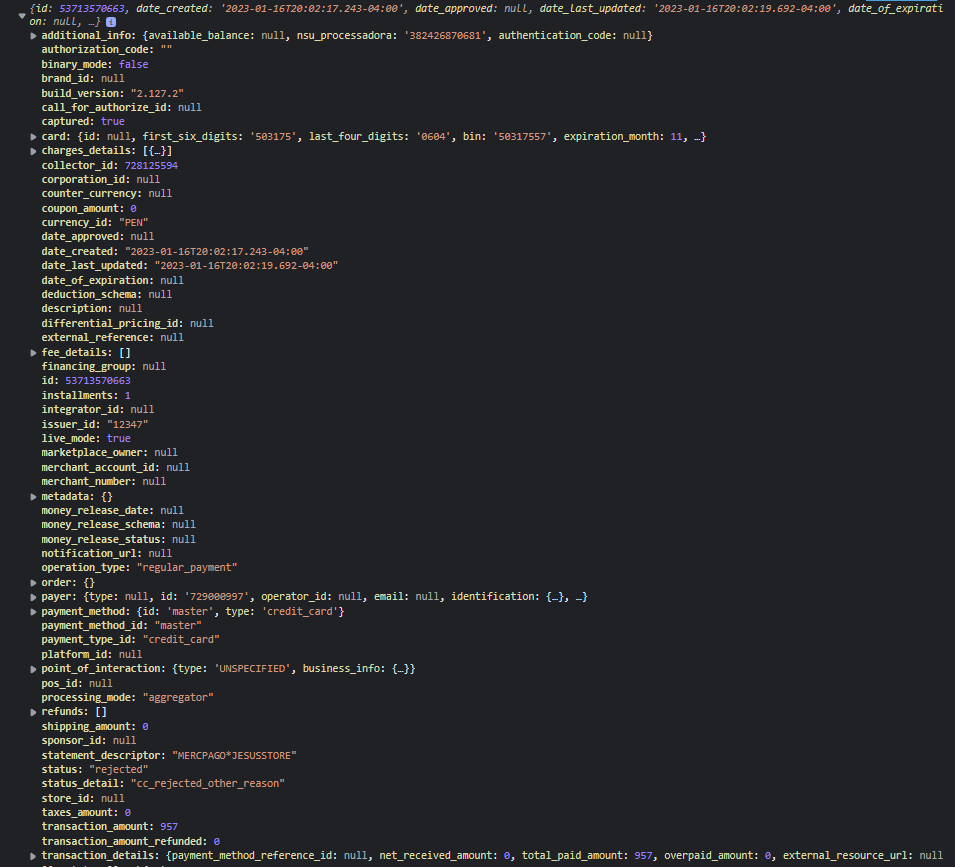 {id: 53713570663, date_created: '2023-01-16T20:02:17.243-04:00', date_approved: null, date_last_updated: '2023-01-16T20:02:19.692-04:00', date_of_expirati
on: null, …} i
additional_info: {available_balance: null, nsu_processadora: '382426870681', authentication_code: null}
authorization_code: ""
binary_mode: false
brand_id: null
build_version: "2.127.2"
call_for_authorize_id: null
captured: true
card: {id: null, first_six_digits: '503175', last_four_digits: '0604', bin: '50317557', expiration_month: 11, …}
charges_details: [{…}]
collector_id: 728125594
corporation_id: null
counter_currency: null
coupon_amount: 0
currency_id: "PEN"
date_approved: null
date_created: "2023-01-16T20:02:17.243-04:00"
date_last_updated: "2023-01-16T20:02:19.692-04:00"
date_of_expiration: null
deduction_schema: null
description: null
differential_pricing_id: null
external_reference: null
fee_details: []
financing_group: null
id: 53713570663
installments: 1
integrator_id: null
issuer_id: "12347"
live_mode: true
marketplace_owner: null
merchant_account_id: null
merchant_number: null
metadata: {}
money_release_date: null
money_release_schema: null
money_release_status: null
notification_url: null
operation_type: "regular_payment"
order: {}
payer: {type: null, id: '729000997', operator_id: null, email: null, identification: {…}, …}
payment_method: {id: 'master', type: 'credit_card'}
payment_method_id: "master"
payment_type_id: "credit_card"
platform_id: null
point_of_interaction: {type: 'UNSPECIFIED', business_info: {…}}
pos_id: null
processing_mode: "aggregator"
refunds: []
shipping_amount: 0
sponsor_id: null
statement_descriptor: "MERCPAGO*JESUSSTORE"
status: "rejected"
status_detail: "cc_rejected_other_reason"
store_id: null
taxes_amount: 0
transaction_amount: 957
transaction_amount_refunded: 0
transaction_details: {payment_method_reference_id: null, net_received_amount: 0, total_paid_amount: 957, overpaid_amount: 0, external_resource_url: null